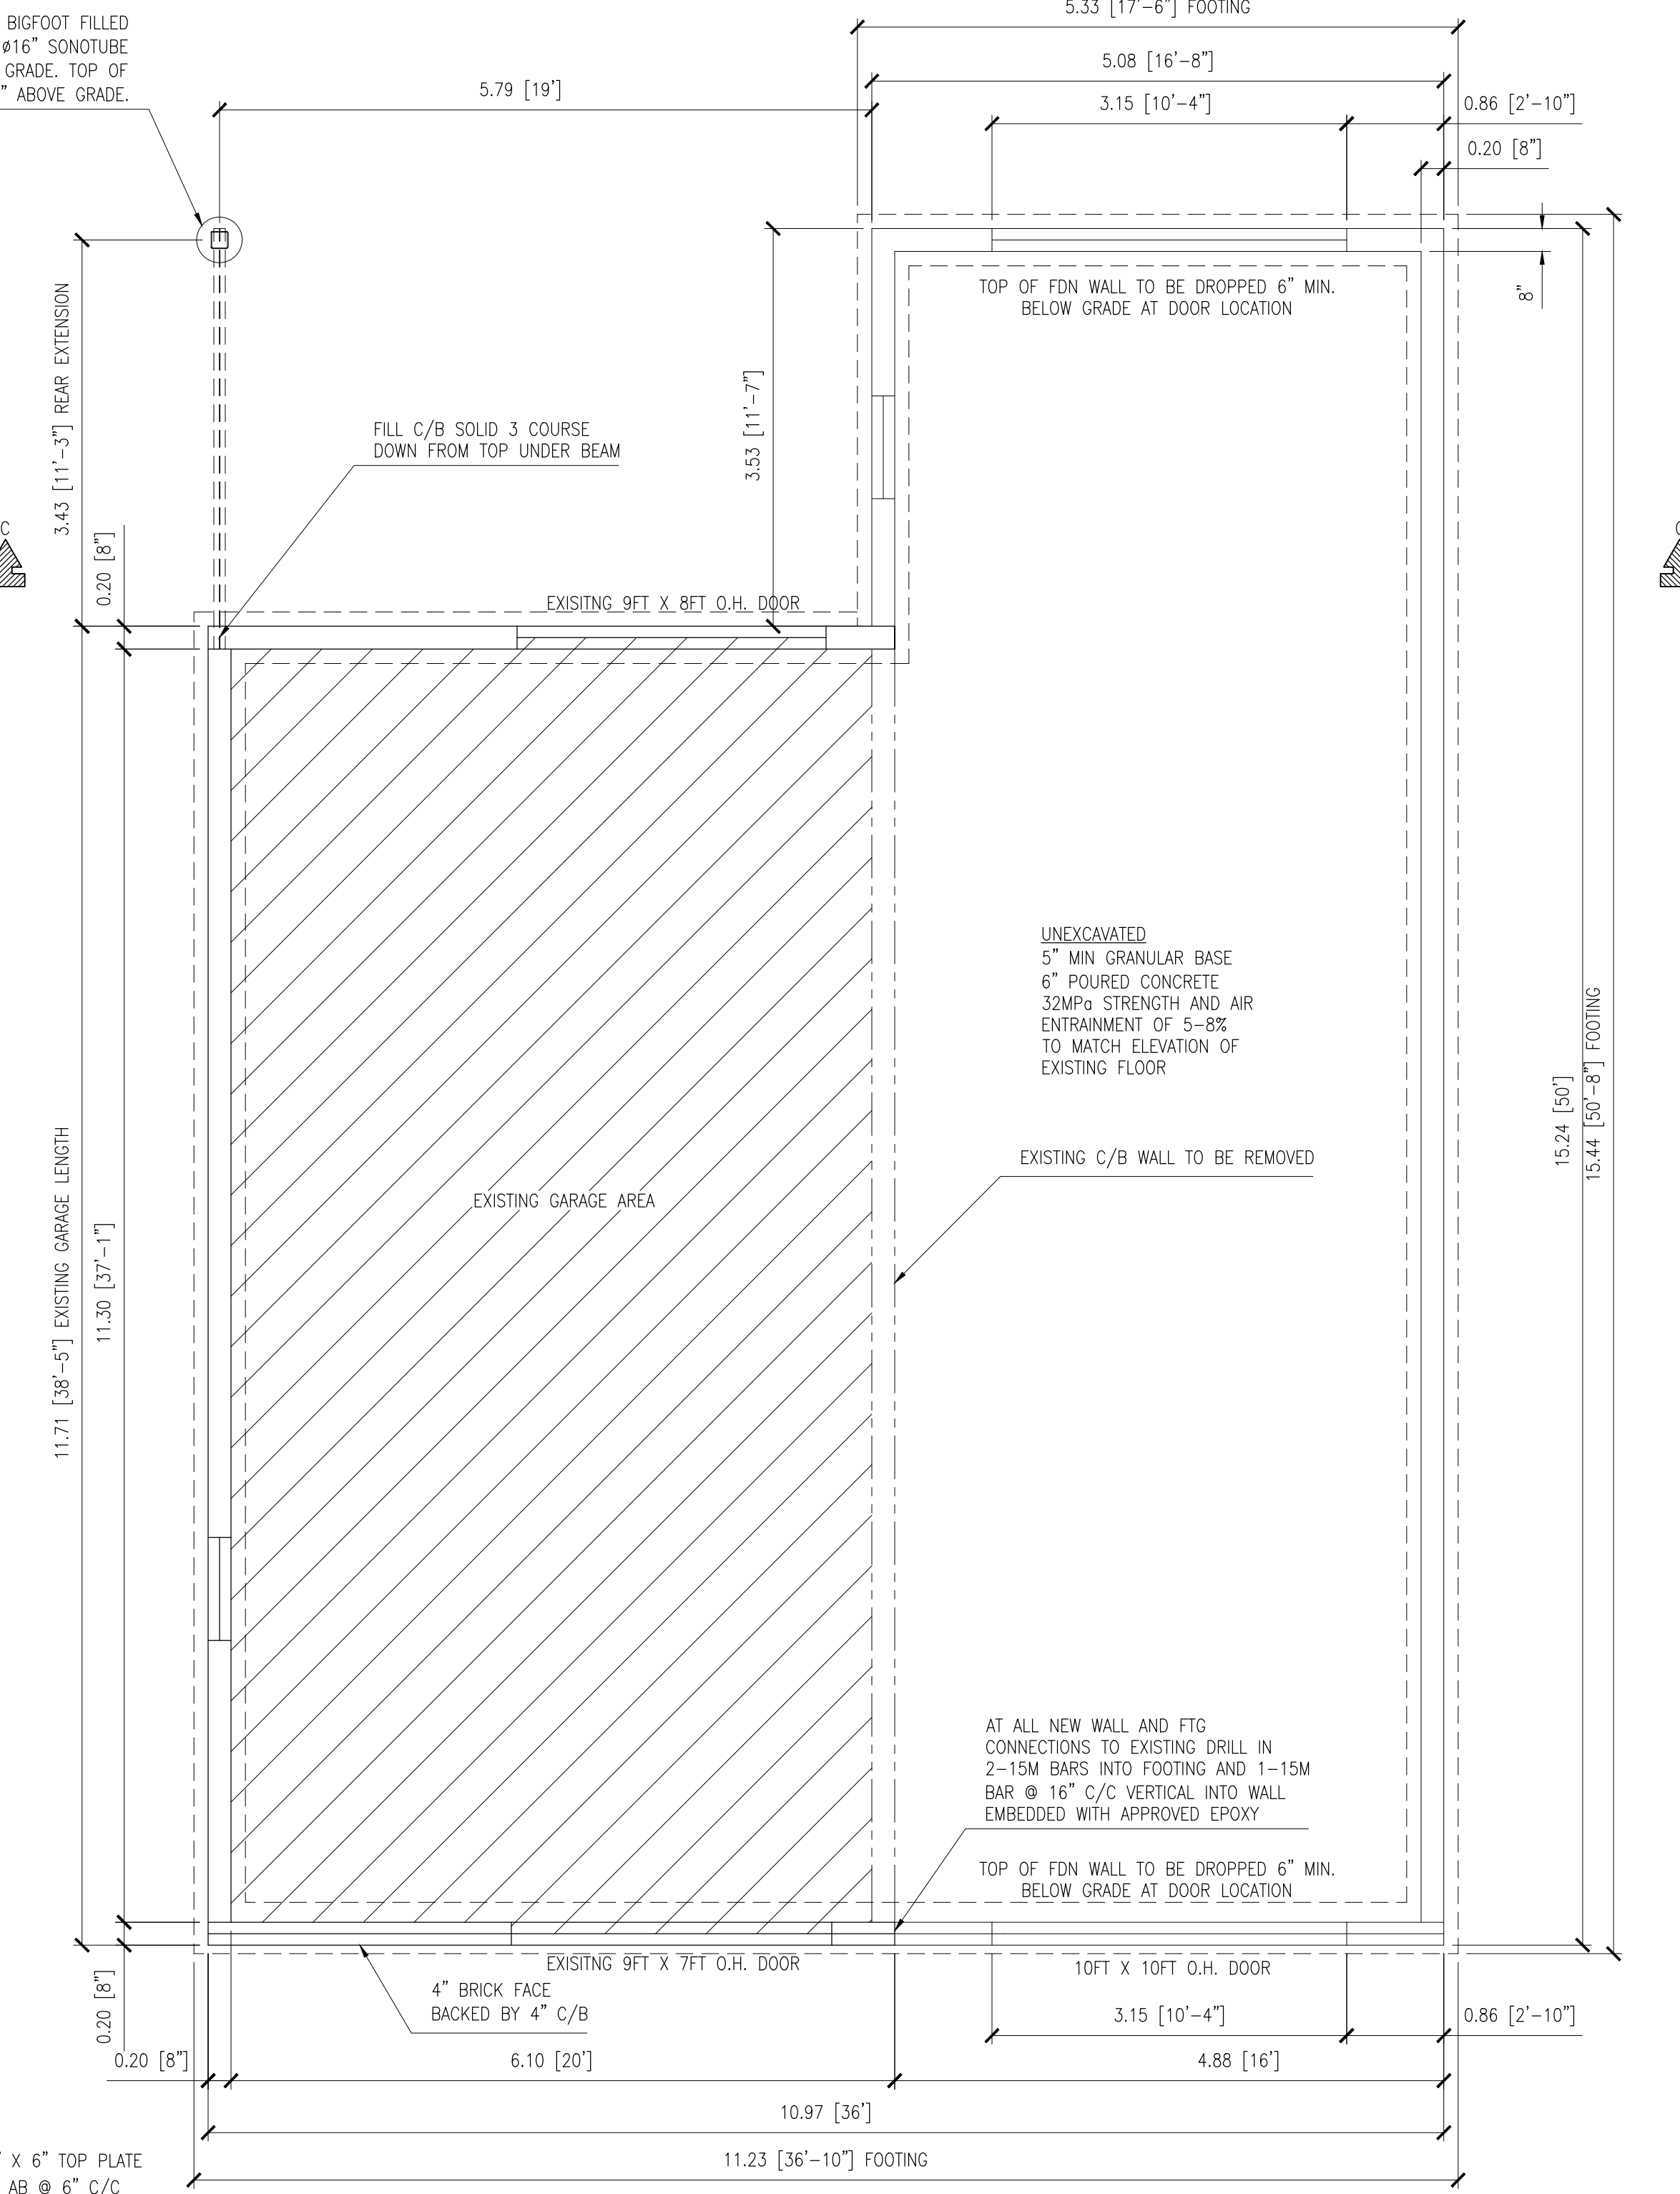 BIGFOOT FILLED
ø16" SONOTUBE
GRADE. TOP OF
" ABOVE GRADE.
5.33 [17'-6"] FOOTING
5.08 [16'-8"]
5.79 [19']
3.15 [10'-4"]
0.86 [2'-10"]
0.20 [8"]
8"
TOP OF FDN WALL TO BE DROPPED 6" MIN.
BELOW GRADE AT DOOR LOCATION
3.43 [11'-3"] REAR EXTENSION
3.53 [11'-7"]
FILL C/B SOLID 3 COURSE
DOWN FROM TOP UNDER BEAM
C
0.20 [8"]
EXISITNG 9FT X 8FT O.H. DOOR
UNEXCAVATED
5" MIN GRANULAR BASE
6" POURED CONCRETE
32MPa STRENGTH AND AIR
ENTRAINMENT OF 5-8%
TO MATCH ELEVATION OF
EXISTING FLOOR
15.24 [50']
15.44 [50'-8"] FOOTING
EXISTING C/B WALL TO BE REMOVED
EXISTING GARAGE AREA
11.71 [38'-5"] EXISTING GARAGE LENGTH
11.30 [37'-1"]
AT ALL NEW WALL AND FTG
CONNECTIONS TO EXISTING DRILL IN
2-15M BARS INTO FOOTING AND 1-15M
BAR @ 16" C/C VERTICAL INTO WALL
EMBEDDED WITH APPROVED EPOXY
TOP OF FDN WALL TO BE DROPPED 6" MIN.
BELOW GRADE AT DOOR LOCATION
EXISITNG 9FT X 7FT O.H. DOOR
10FT X 10FT O.H. DOOR
4" BRICK FACE
BACKED BY 4" C/B
0.20 [8"]
3.15 [10'-4"]
0.86 [2'-10"]
0.20 [8"]
6.10 [20']
4.88 [16']
10.97 [36']
11.23 [36'-10"] FOOTING
X 6" TOP PLATE
AB @ 6" C/C